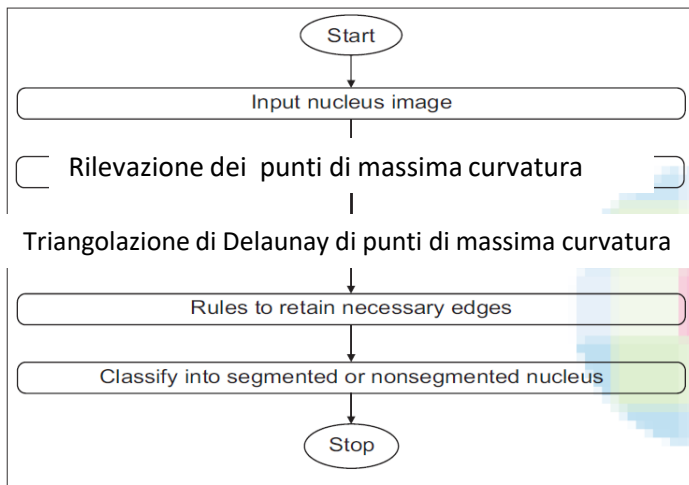 Start
Input nucleus image
Rilevazione dei punti di massima curvatura
Triangolazione di Delaunay di punti di massima curvatura
Rules to retain necessary edges
Classify into segmented or nonsegmented nucleus
Stop